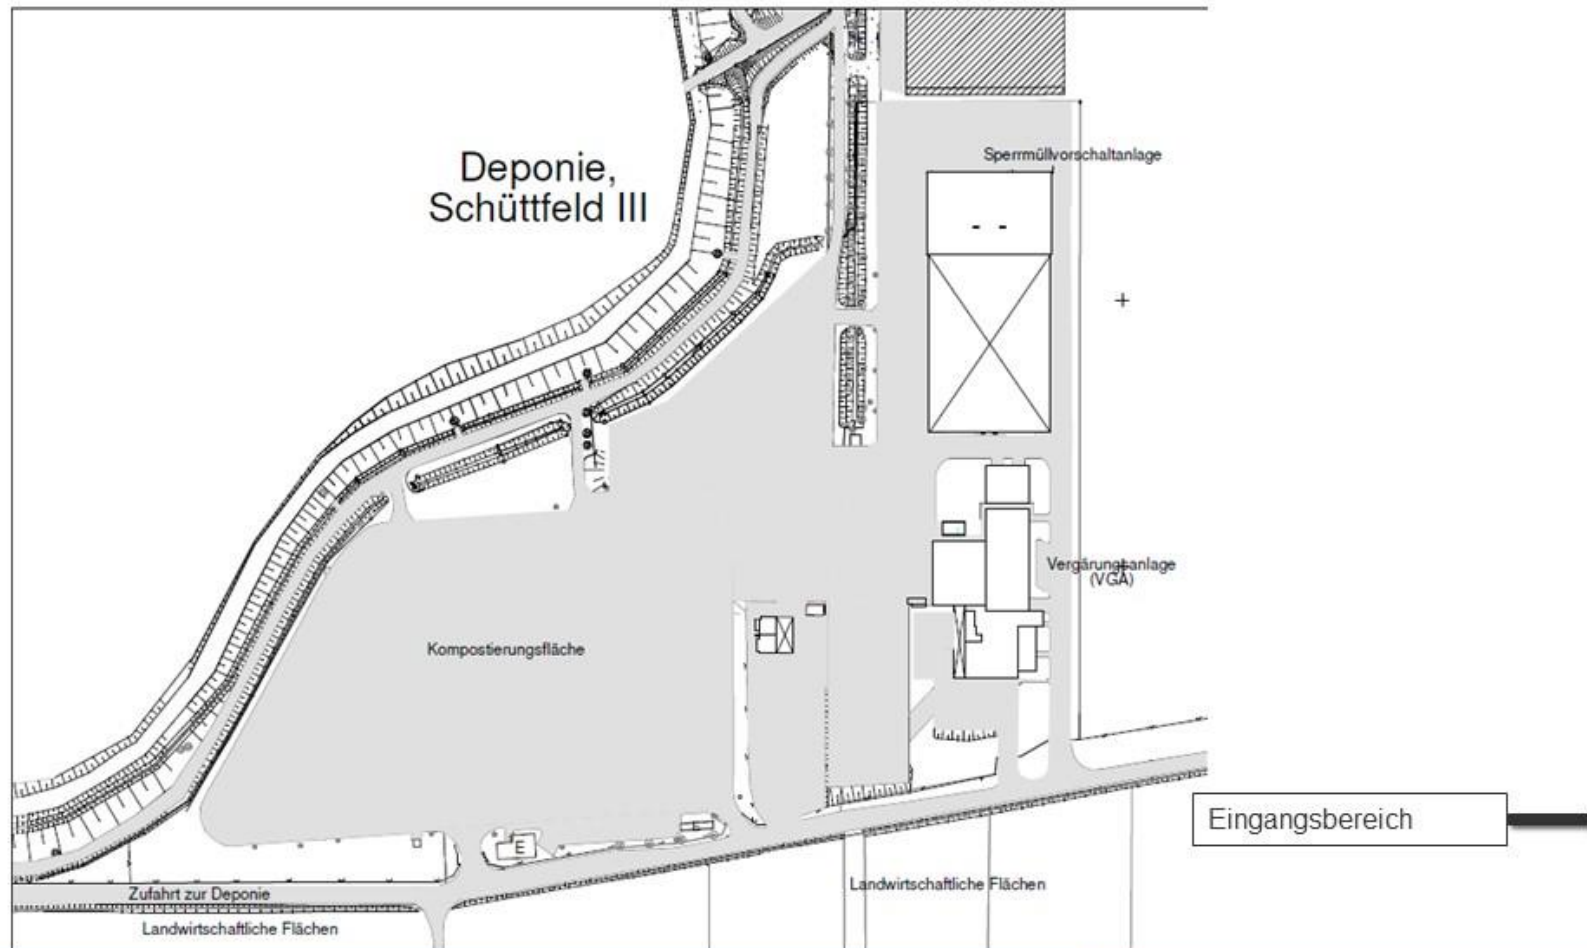 Deponie,
Schüttfeld III
Sperrmüllvorschaltanlage
Vergärungsanlage
(VGA)
Kompostierungsfläche
Eingangsbereich
E
Zufahrt zur Deponie
Landwirtschaftliche Flächen
Landwirtschaftliche Flächen